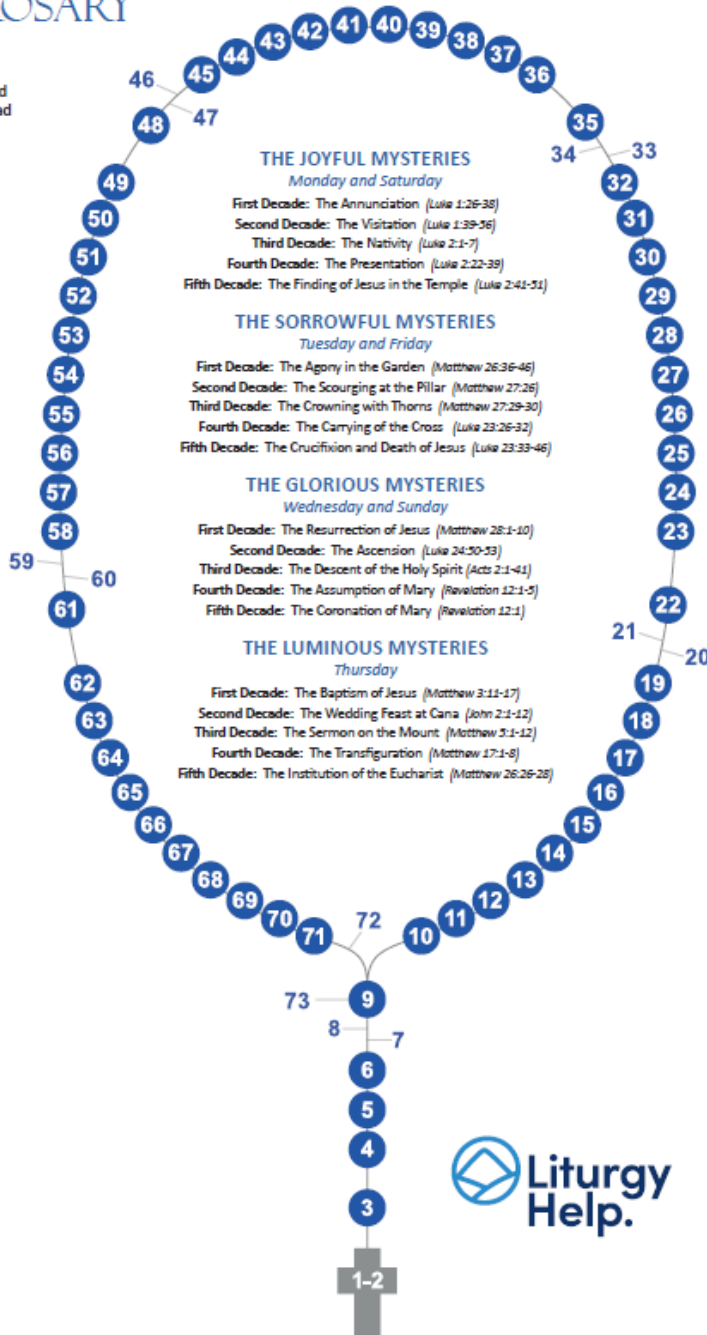 ROSARY
36
37
38
39
40
41
42
43
44
45
46
47
48
35
34
33
32
49
50
51
52
53
54
55
56
57
58
59
60
61
31
30
29
28
27
26
25
24
23
22
21
20
THE JOYFUL MYSTERIES
Monday and Saturday
First Decade: The Annunciation (Luke 1:26-38)
Second Decade: The Visitation (Luke 1:39-56)
Third Decade: The Nativity (Luke 2:1-7)
Fourth Decade: The Presentation (Luke 2:22-39)
Fifth Decade: The Finding of Jesus in the Temple (Luke 2:41-51)
THE SORROWFUL MYSTERIES
Tuesday and Friday
First Decade: The Agony in the Garden (Matthew 26:36-46)
Second Decade: The Scourging at the Pillar (Matthew 27:26)
Third Decade: The Crowning with Thorns (Matthew 27:29-30)
Fourth Decade: The Carrying of the Cross (Luke 23:26-32)
Fifth Decade: The Crucifixion and Death of Jesus (Luke 23:33-46)
THE GLORIOUS MYSTERIES
Wednesday and Sunday
First Decade: The Resurrection of Jesus (Matthew 28:1-10)
Second Decade: The Ascension (Luke 24:50-53)
Third Decade: The Descent of the Holy Spirit (Acts 2:1-41)
Fourth Decade: The Assumption of Mary (Revelation 12:1-5)
Fifth Decade: The Coronation of Mary (Revelation 12:1)
THE LUMINOUS MYSTERIES
Thursday
First Decade: The Baptism of Jesus (Matthew 3:11-17)
Second Decade: The Wedding Feast at Cana (John 2:1-12)
Third Decade: The Sermon on the Mount (Matthew 5:1-12)
Fourth Decade: The Transfiguration (Matthew 17:1-8)
Fifth Decade: The Institution of the Eucharist (Matthew 26:26-28)
62
63
64
65
66
67
68
69
70
71
72
19
18
17
16
15
14
13
12
11
10
73
9
8
7
6
5
4
3
1-2
Liturgy
Help.